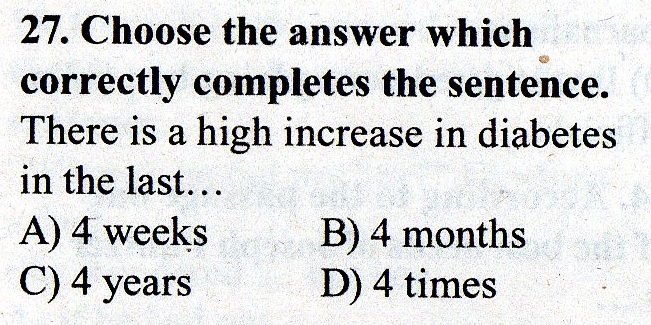 27. Choose the answer which
correctly completes the sentence.
There is a high increase in diabetes
in the last…
A) 4 weeks B) 4 months
C) 4 years D) 4 times